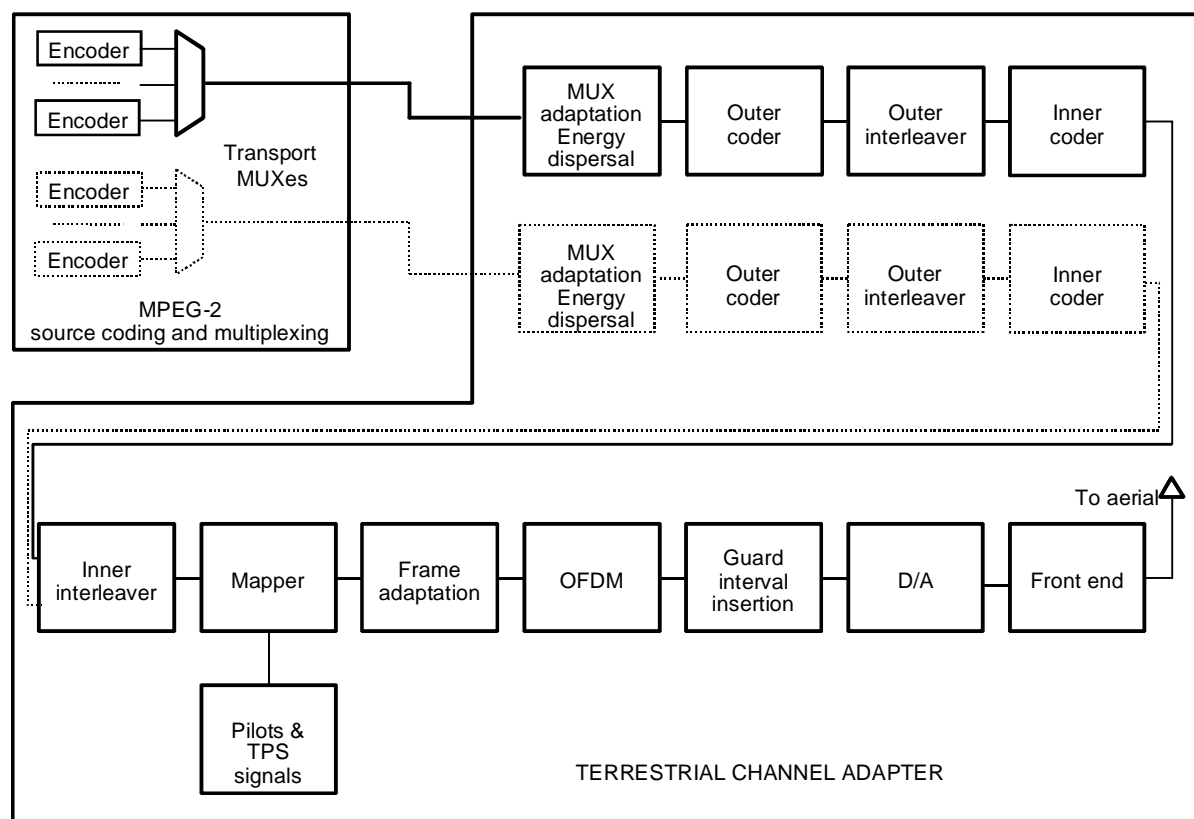 Encoder
Encoder
Transport
MUXes
Encoder
Encoder
MPEG-2
source coding and multiplexing
MUX
adaptation
Energy
dispersal
Outer
coder
Outer
interleaver
Inner
coder
MUX
adaptation
Energy
dispersal
Outer
coder
Outer
interleaver
Inner
coder
To aerial
Inner
interleaver
Mapper
Frame
adaptation
OFDM
Guard
interval
insertion
D/A
Front end
Pilots &
TPS
signals
TERRESTRIAL CHANNEL ADAPTER